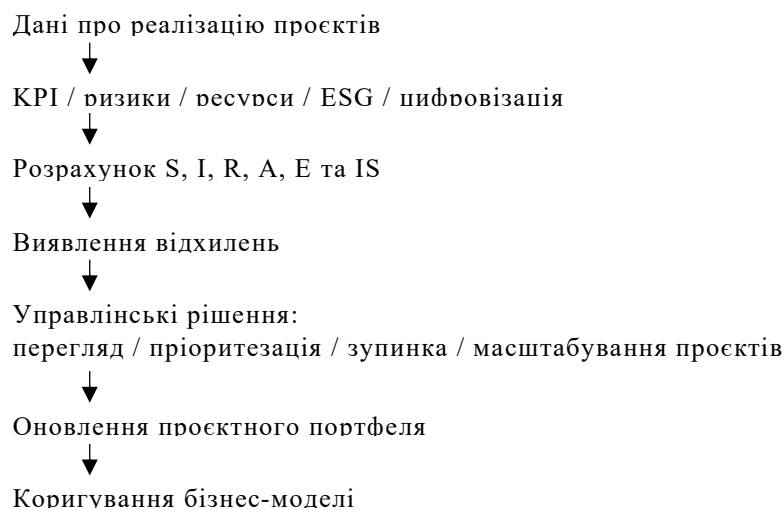 Дані про реалізацію проєктів
KPI / ризики / ресурси / ESG / цифровізація
Розрахунок S, I, R, A, E та IS
Виявлення відхилень
Управлінські рішення:
перегляд / пріоритезація / зупинка / масштабування проєктів
Оновлення проєктного портфеля
Коригування бізнес-моделі